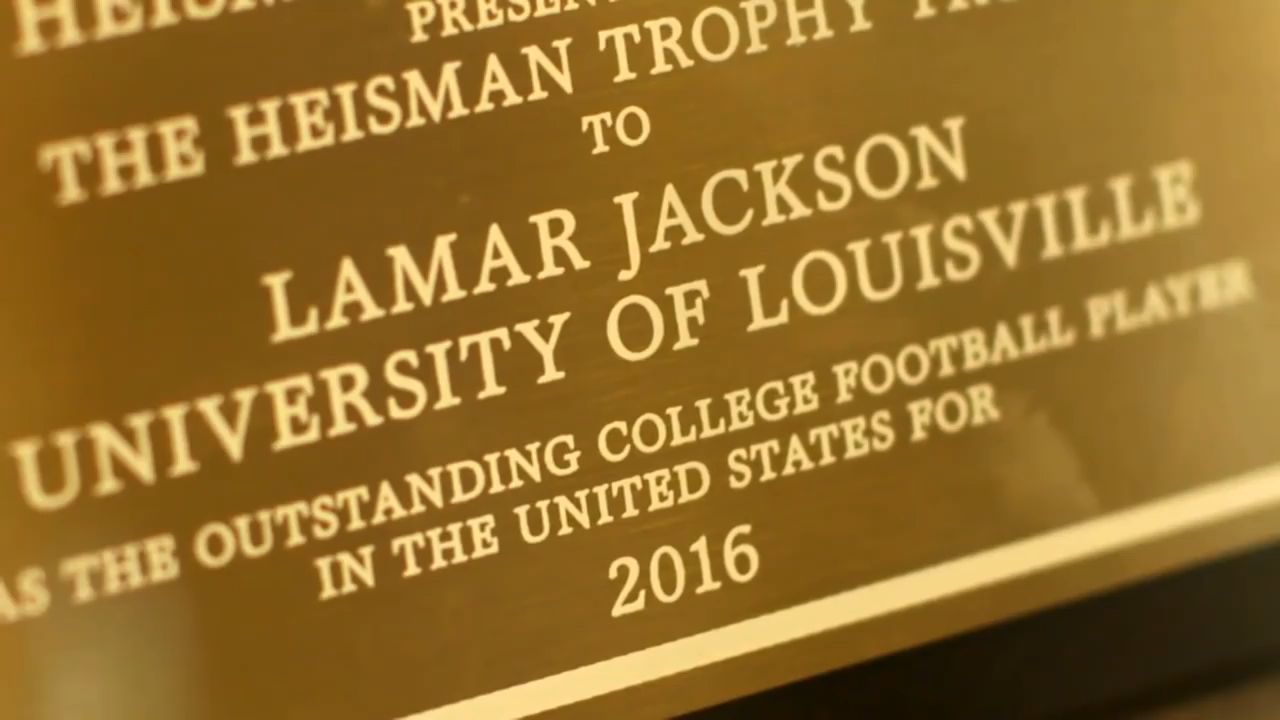 THE HEISMAN TROPHY
TO
LAMAR JACKSON
UNIVERSITY OF LOUISVILLE
AS THE OUTSTANDING COLLEGE FOOTBALL PLAYER
IN THE UNITED STATES FOR
2016